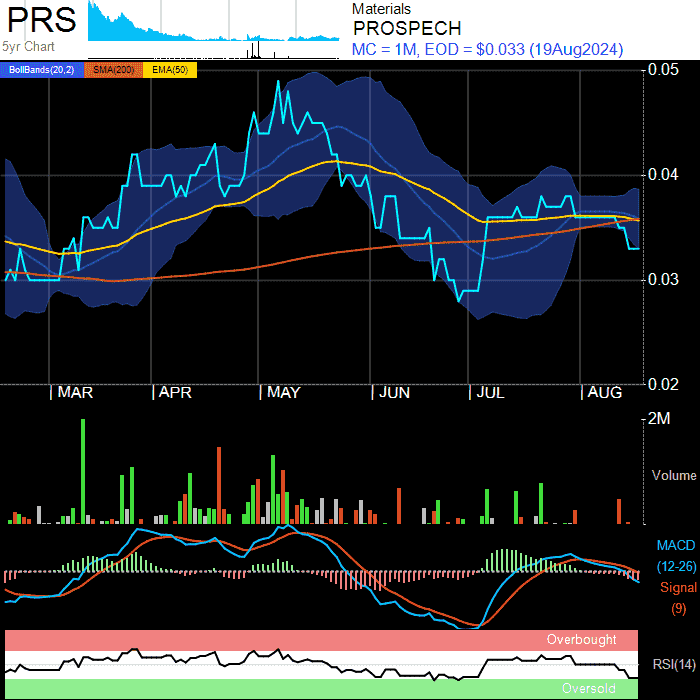 PRS
5yr Chart
Materials
PROSPECH
MC = 1M, EOD = $0.033 (19Aug2024)
BollBands(20,2) SMA(200) EMA(50)
0.05
0.04
0.03
0.02
MAR APR MAY JUN JUL AUG
2M
Volume
MACD
(12-26)
Signal
(9)
Overbought
RSI(14)
Oversold